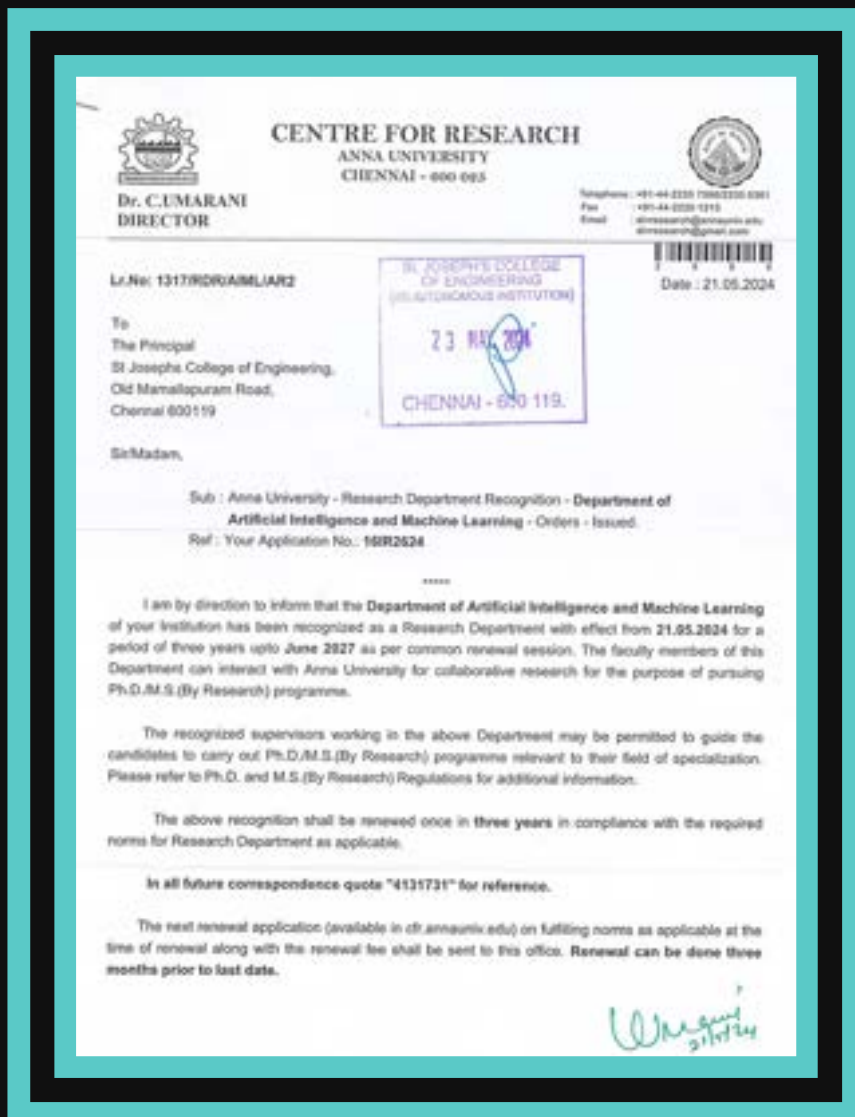 CENTRE FOR RESEARCH
ANNA UNIVERSITY
CHENNAI - 600 025
Dr. C.UMARANI
DIRECTOR
Telephone :
Fax :
Email :
Lr.No: 1317/RDR/AIML/AR2
Date : 21.05.2024
ST. JOSEPH'S COLLEGE
OF ENGINEERING
(AN AUTONOMOUS INSTITUTION)
23 MAY 2024
CHENNAI - 600 119.
To
The Principal
St Josephs College of Engineering,
Old Mamallapuram Road,
Chennai 600119
Sir/Madam,
Sub : Anna University - Research Department Recognition - Department of
Artificial Intelligence and Machine Learning - Orders - Issued.
Ref : Your Application No.: 16IR2624
*****
I am by direction to inform that the Department of Artificial Intelligence and Machine Learning
of your Institution has been recognized as a Research Department with effect from 21.05.2024 for a
period of three years upto June 2027 as per common renewal session. The faculty members of this
Department can interact with Anna University for collaborative research for the purpose of pursuing
Ph.D./M.S.(By Research) programme.
The recognized supervisors working in the above Department may be permitted to guide the
candidates to carry out Ph.D./M.S.(By Research) programme relevant to their field of specialization.
Please refer to Ph.D. and M.S.(By Research) Regulations for additional information.
The above recognition shall be renewed once in three years in compliance with the required
norms for Research Department as applicable.
In all future correspondence quote "4131731" for reference.
The next renewal application (available in cfr.annauniv.edu) on fulfilling norms as applicable at the
time of renewal along with the renewal fee shall be sent to this office. Renewal can be done three
months prior to last date.
21/5/24